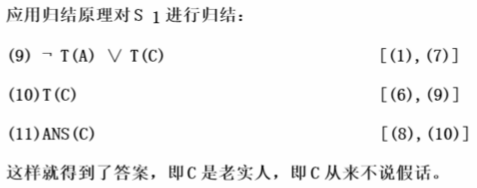 应用归结原理对S 1进行归结：
(9) ¬ T(A) ∨ T(C) [(1),(7)]
(10)T(C) [(6),(9)]
(11)ANS(C) [(8),(10)]
这样就得到了答案，即C是老实人，即C从来不说假话。